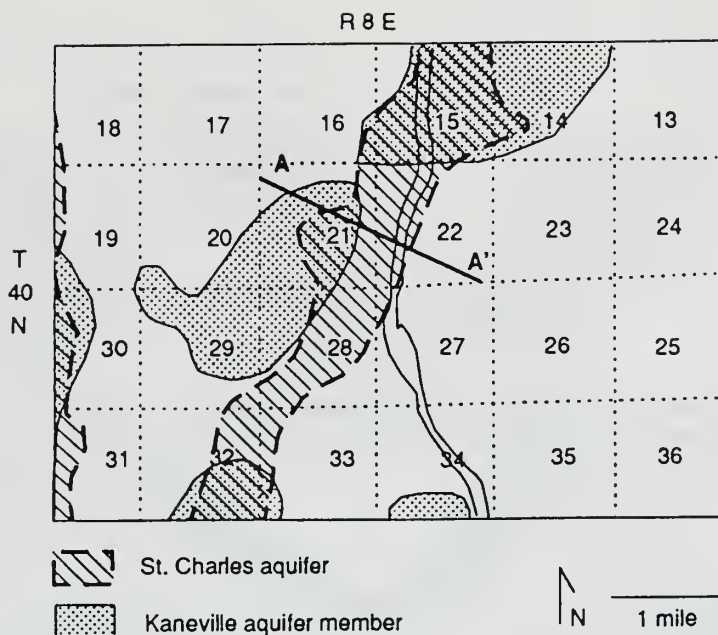 R 8 E
18 17 16 15 14 13
A
19 20 21 22 23 24
A'
T
40
N
30 29 28 27 26 25
31 32 33 34 35 36
St. Charles aquifer
Kaneville aquifer member
N
1 mile